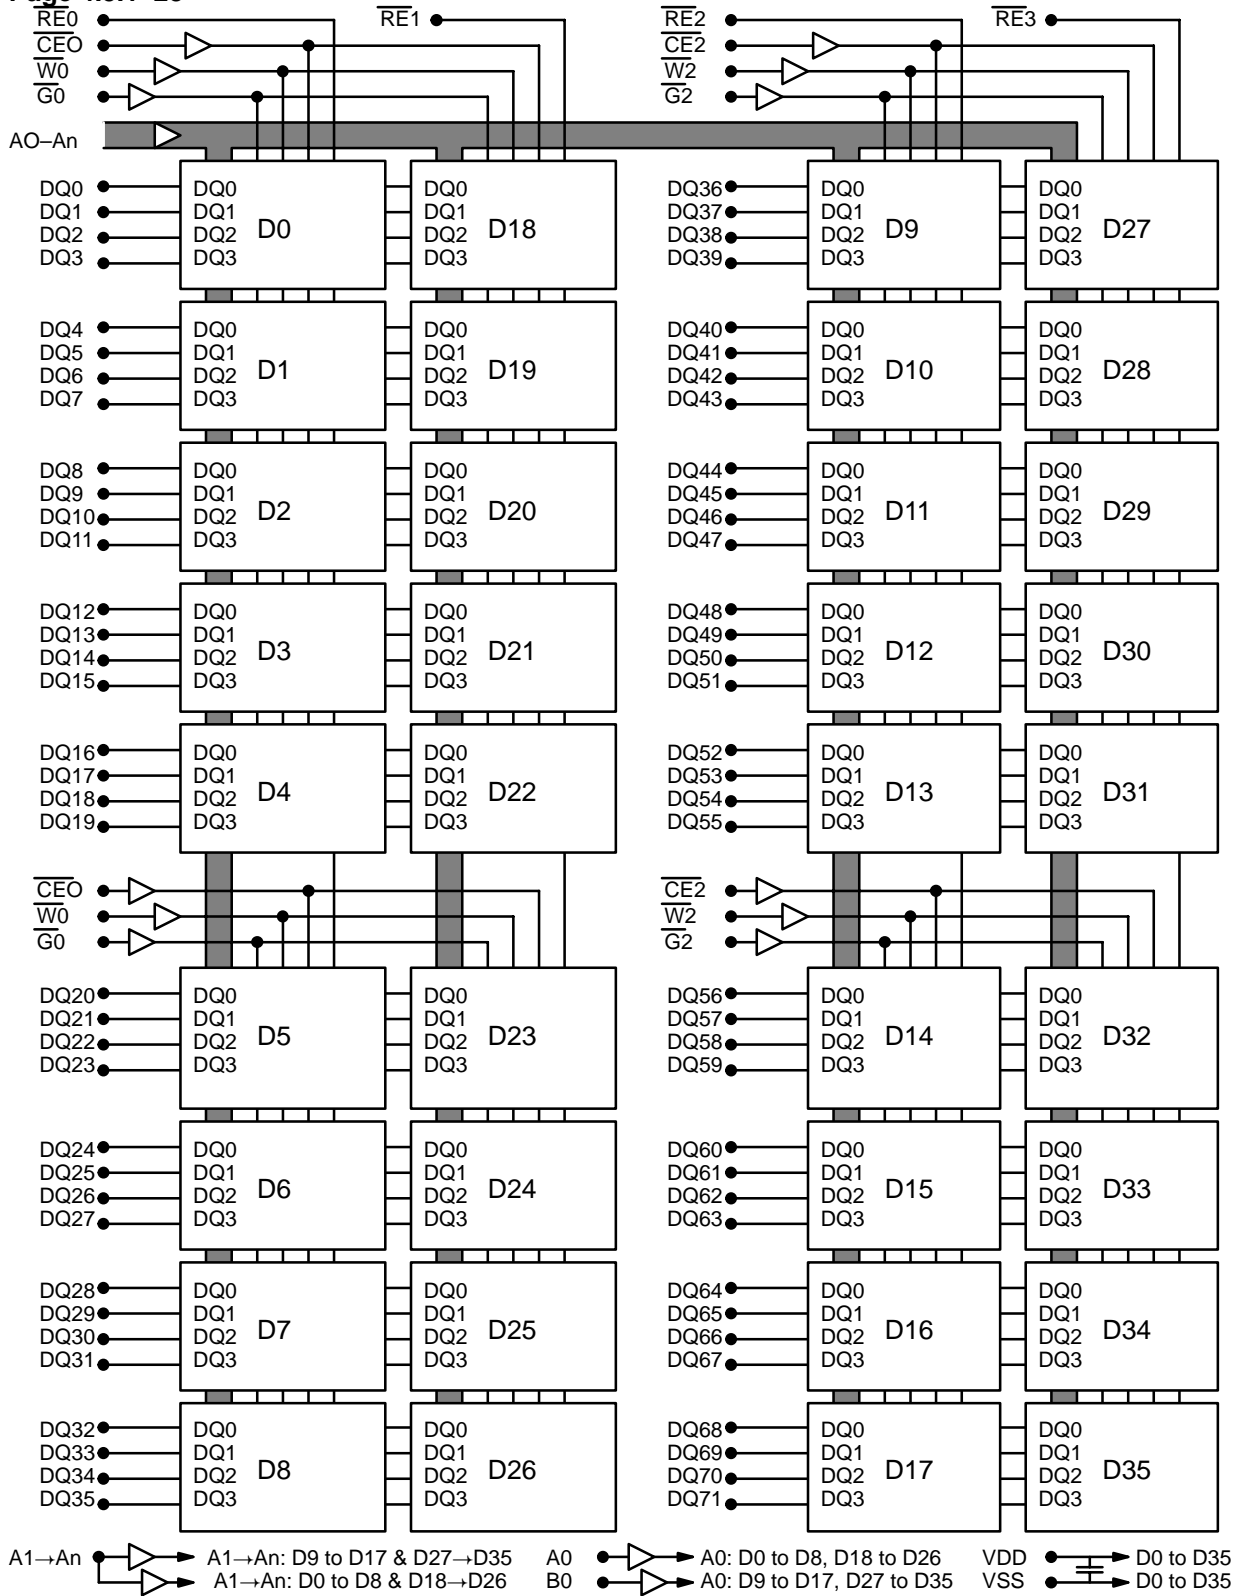 RE0 RE1 RE2 RE3
CEO CE2
W0 W2
G0 G2
AO–An
DQ0 DQ0 DQ0 DQ36 DQ0 DQ0
DQ1 DQ1 DQ1 DQ37 DQ1 DQ1
D0 D18 D9 D27
DQ2 DQ2 DQ2 DQ38 DQ2 DQ2
DQ3 DQ3 DQ3 DQ39 DQ3 DQ3
DQ4 DQ0 DQ0 DQ40 DQ0 DQ0
DQ5 DQ1 DQ1 DQ41 DQ1 DQ1
D1 D19 D10 D28
DQ6 DQ2 DQ2 DQ42 DQ2 DQ2
DQ7 DQ3 DQ3 DQ43 DQ3 DQ3
DQ8 DQ0 DQ0 DQ44 DQ0 DQ0
DQ9 DQ1 DQ1 DQ45 DQ1 DQ1
D2 D20 D11 D29
DQ10 DQ2 DQ2 DQ46 DQ2 DQ2
DQ11 DQ3 DQ3 DQ47 DQ3 DQ3
DQ12 DQ0 DQ0 DQ48 DQ0 DQ0
DQ13 DQ1 DQ1 DQ49 DQ1 DQ1
D3 D21 D12 D30
DQ14 DQ2 DQ2 DQ50 DQ2 DQ2
DQ15 DQ3 DQ3 DQ51 DQ3 DQ3
DQ16 DQ0 DQ0 DQ52 DQ0 DQ0
DQ17 DQ1 DQ1 DQ53 DQ1 DQ1
D4 D22 D13 D31
DQ18 DQ2 DQ2 DQ54 DQ2 DQ2
DQ19 DQ3 DQ3 DQ55 DQ3 DQ3
CEO CE2
W0 W2
G0 G2
DQ20 DQ0 DQ0 DQ56 DQ0 DQ0
DQ21 DQ1 DQ1 DQ57 DQ1 DQ1
D5 D23 D14 D32
DQ22 DQ2 DQ2 DQ58 DQ2 DQ2
DQ23 DQ3 DQ3 DQ59 DQ3 DQ3
DQ24 DQ0 DQ0 DQ60 DQ0 DQ0
DQ25 DQ1 DQ1 DQ61 DQ1 DQ1
D6 D24 D15 D33
DQ26 DQ2 DQ2 DQ62 DQ2 DQ2
DQ27 DQ3 DQ3 DQ63 DQ3 DQ3
DQ28 DQ0 DQ0 DQ64 DQ0 DQ0
DQ29 DQ1 DQ1 DQ65 DQ1 DQ1
D7 D25 D16 D34
DQ30 DQ2 DQ2 DQ66 DQ2 DQ2
DQ31 DQ3 DQ3 DQ67 DQ3 DQ3
DQ32 DQ0 DQ0 DQ68 DQ0 DQ0
DQ33 DQ1 DQ1 DQ69 DQ1 DQ1
D8 D26 D17 D35
DQ34 DQ2 DQ2 DQ70 DQ2 DQ2
DQ35 DQ3 DQ3 DQ71 DQ3 DQ3
A1→An A1→An: D9 to D17 & D27→D35 A0 A0: D0 to D8, D18 to D26 VDD D0 to D35
A1→An: D0 to D8 & D18→D26 B0 A0: D9 to D17, D27 to D35 VSS D0 to D35